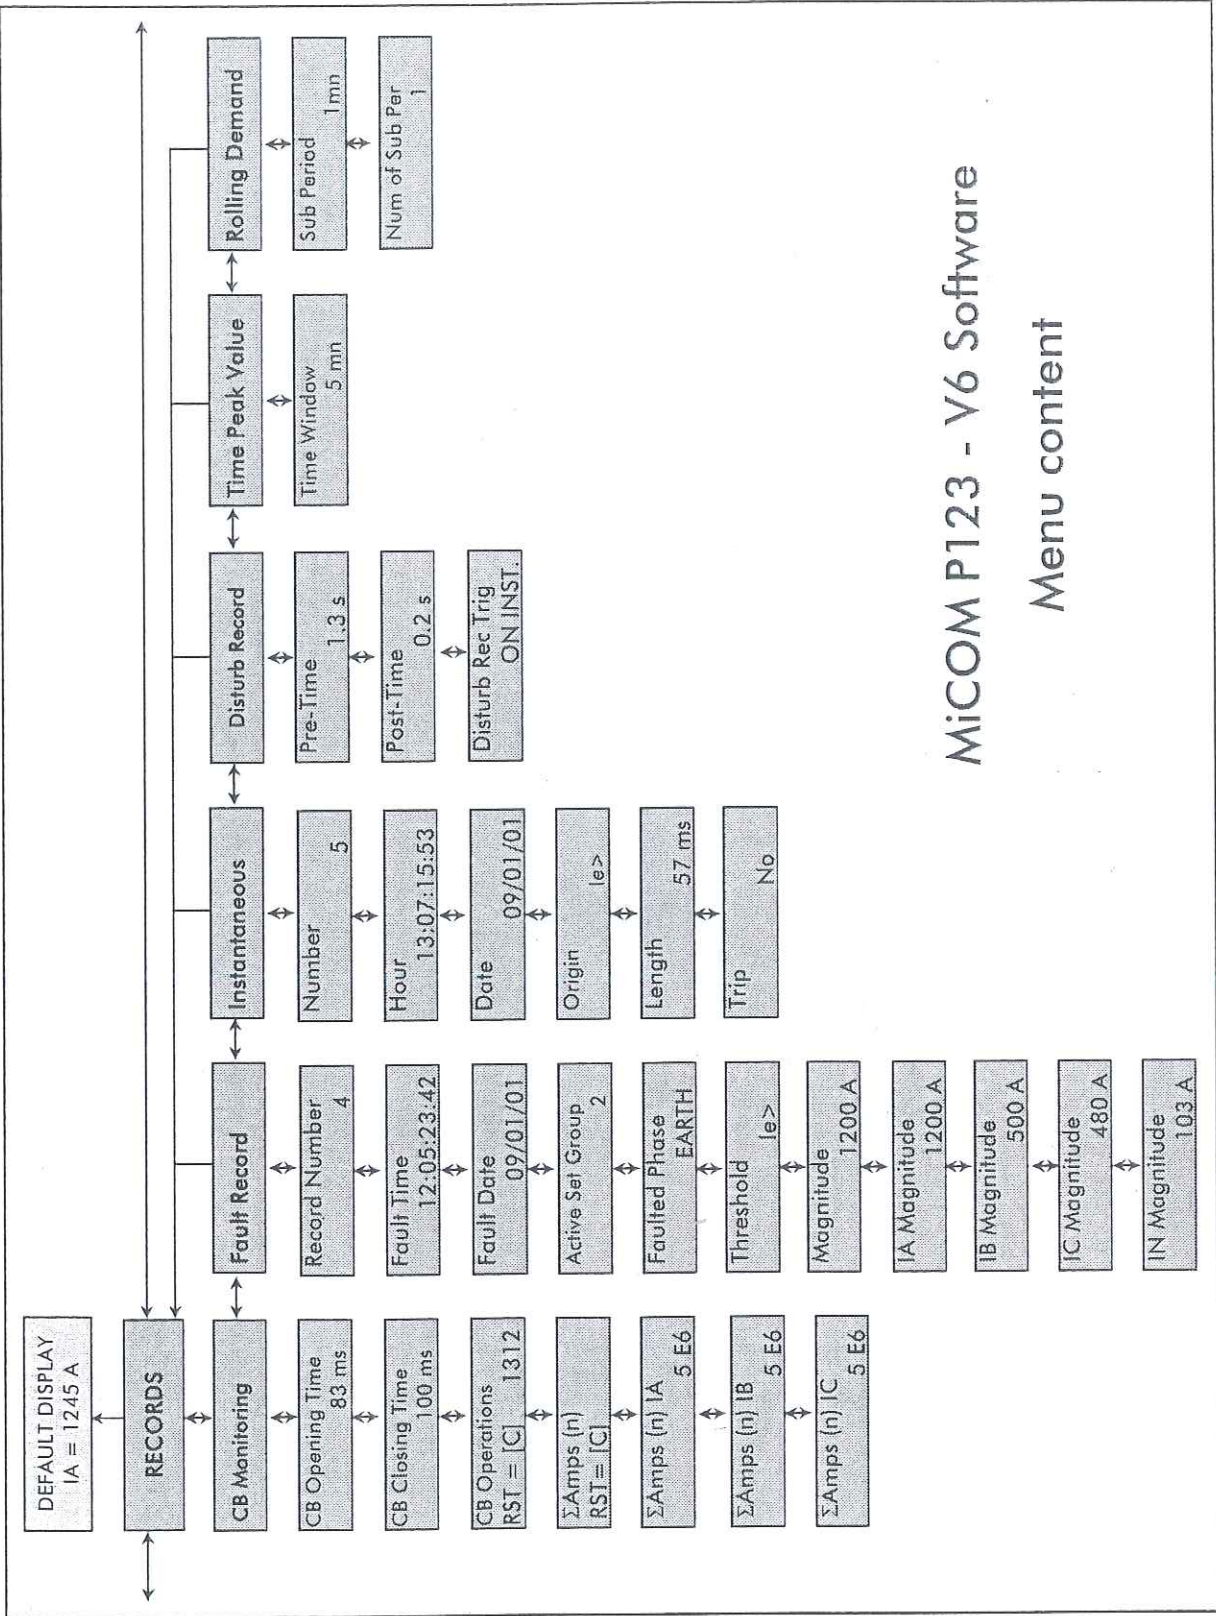 DEFAULT DISPLAY
IA = 1245 A
RECORDS
CB Monitoring
CB Opening Time
83 ms
CB Closing Time
100 ms
CB Operations
RST = [C] 1312
ΣAmps (n)
RST= [C]
ΣAmps (n) IA
5 E6
ΣAmps (n) IB
5 E6
ΣAmps (n) IC
5 E6
Fault Record
Record Number
4
Fault Time
12:05:23:42
Fault Date
09/01/01
Active Set Group
2
Faulted Phase
EARTH
Threshold
Ie>
Magnitude
1200 A
IA Magnitude
1200 A
IB Magnitude
500 A
IC Magnitude
480 A
IN Magnitude
103 A
Instantaneous
Number
5
Hour
13:07:15:53
Date
09/01/01
Origin
Ie>
Length
57 ms
Trip
No
Disturb Record
Pre-Time
1.3 s
Post-Time
0.2 s
Disturb Rec Trig
ON INST.
Time Peak Value
Time Window
5 mn
Rolling Demand
Sub Period
1mn
Num of Sub Per
1
MiCOM P123 - V6 Software
Menu content